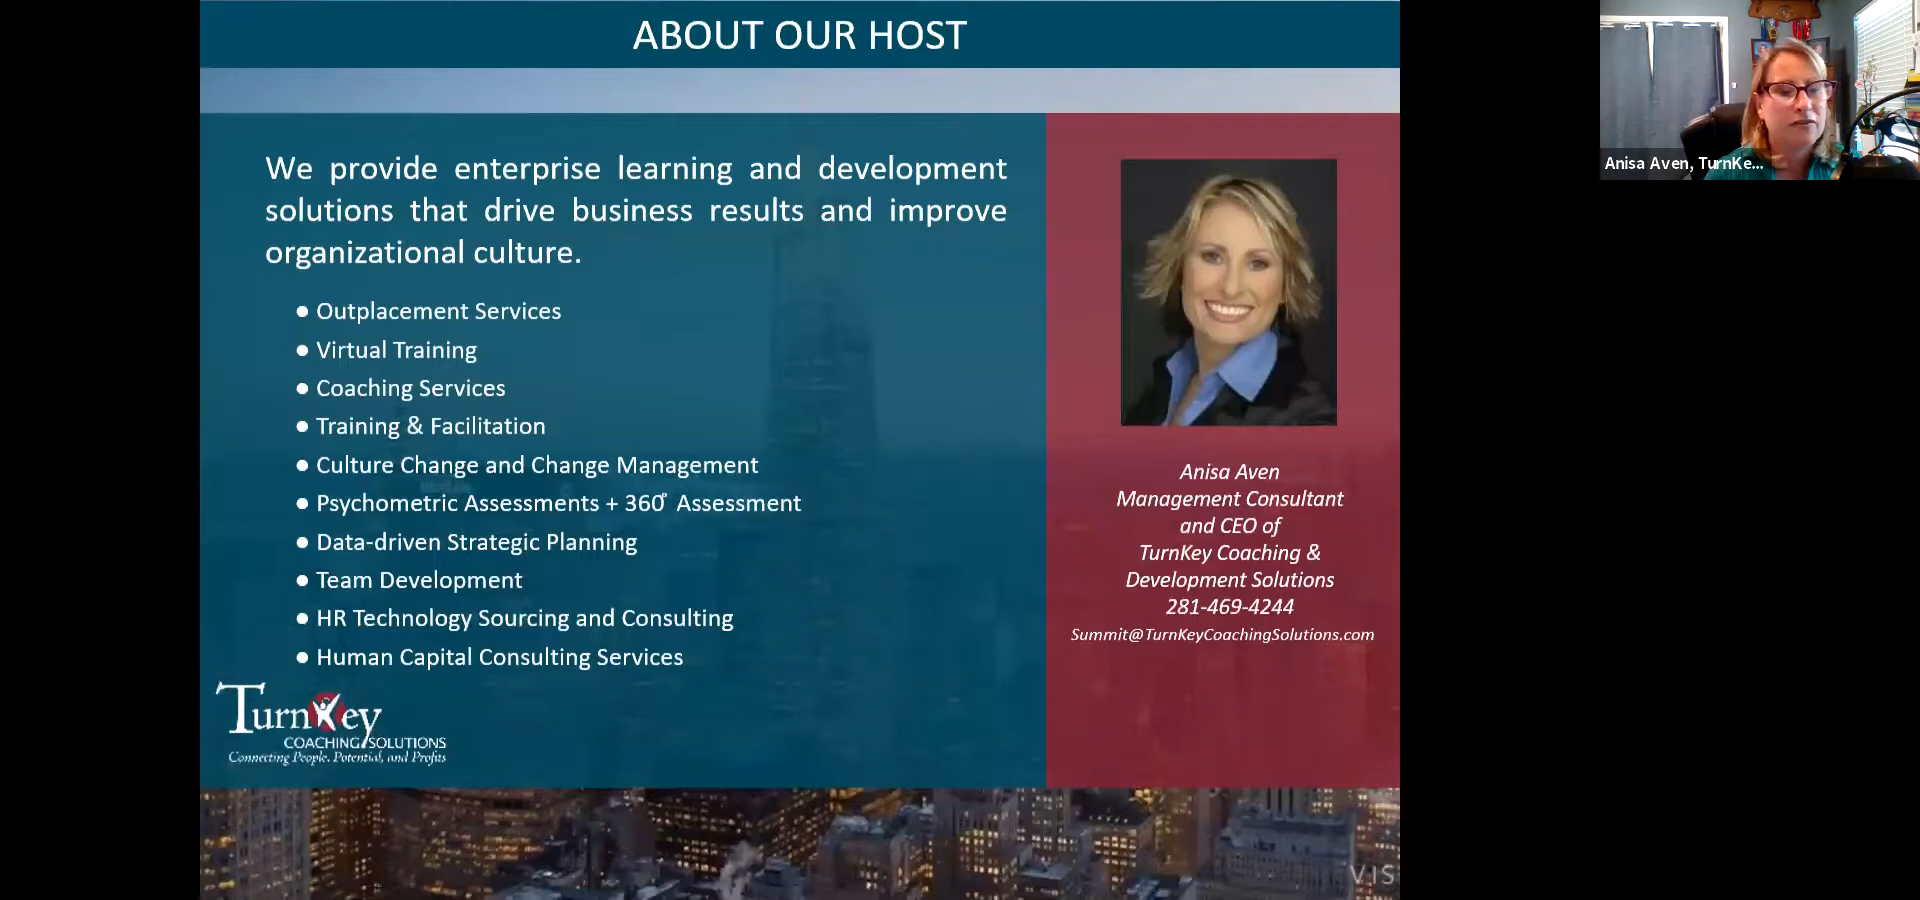 ABOUT OUR HOST
We provide enterprise learning and development
solutions that drive business results and improve
organizational culture.
● Outplacement Services
● Virtual Training
● Coaching Services
● Training & Facilitation
● Culture Change and Change Management
● Psychometric Assessments + 360° Assessment
● Data-driven Strategic Planning
● Team Development
● HR Technology Sourcing and Consulting
● Human Capital Consulting Services
TurnKey
COACHING SOLUTIONS
Connecting People, Potential, and Profits
Anisa Aven
Management Consultant
and CEO of
TurnKey Coaching &
Development Solutions
281-469-4244
Summit@TurnKeyCoachingSolutions.com
VIS
Anisa Aven, TurnKe...